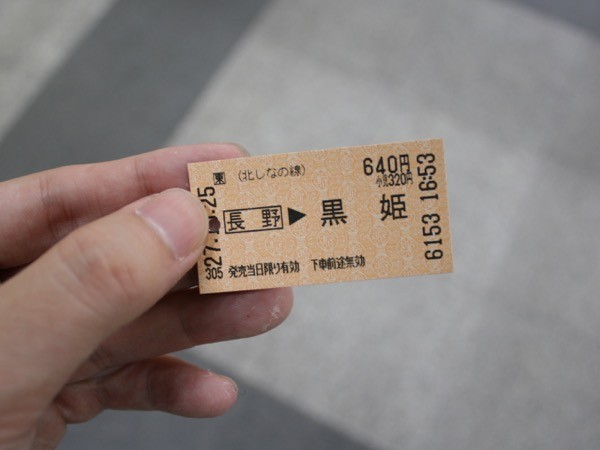 東 (北しなの線) 640円
小児320円
長野 ▶ 黒姫
305 発売当日限り有効 下車前途無効
6153 16:53